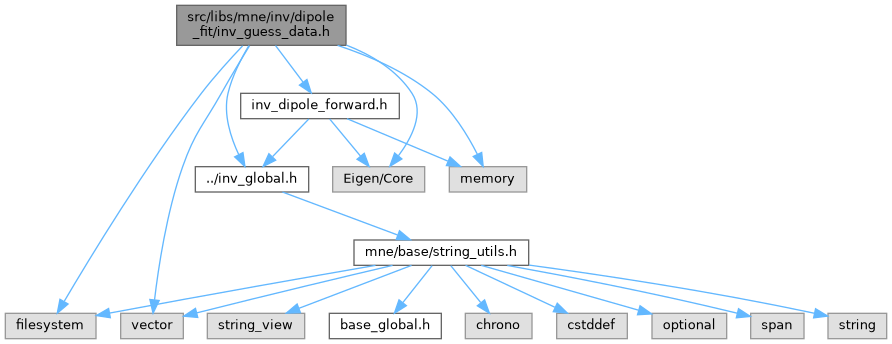 src/libs/mne/inv/dipole
_fit/inv_guess_data.h
inv_dipole_forward.h
../inv_global.h
Eigen/Core
memory
mne/base/string_utils.h
filesystem
vector
string_view
base_global.h
chrono
cstddef
optional
span
string